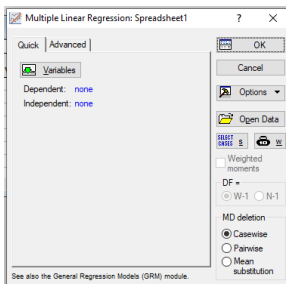 Multiple Linear Regression: Spreadsheet1 ? ×
Quick Advanced
Variables
Dependent: none
Independent: none
OK
Cancel
Options
Open Data
SELECT CASES S W
Weighted moments
DF =
W-1 N-1
MD deletion
Casewise
Pairwise
Mean substitution
See also the General Regression Models (GRM) module.